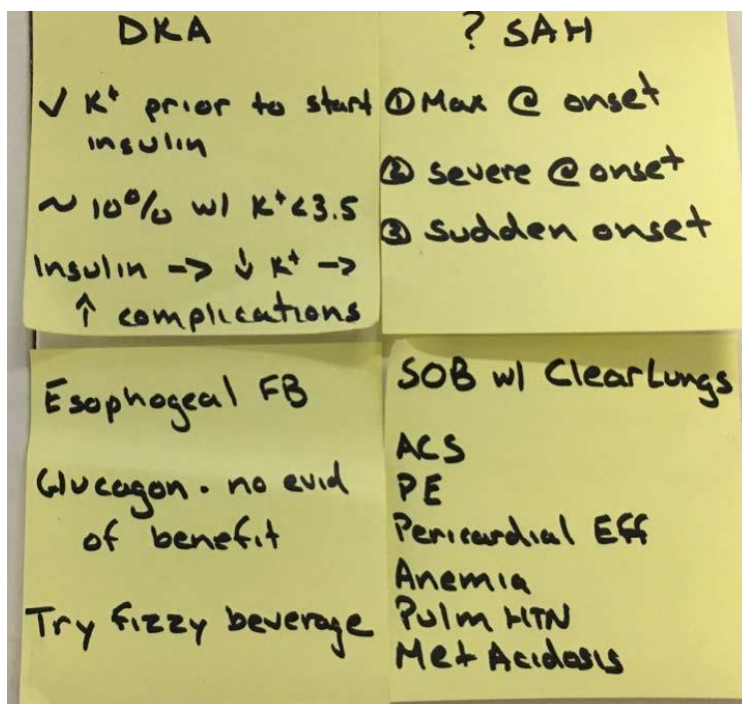 DKA
✓ K⁺ prior to start
insulin
~ 10% w/ K⁺<3.5
Insulin -> ↓ K⁺ ->
↑ complications
? SAH
① Max @ onset
② severe @ onset
③ Sudden onset
Esophogeal FB
Glucagon - no evid
of benefit
Try fizzy beverage
SOB w/ Clear Lungs
ACS
PE
Pericardial Eff
Anemia
Pulm HTN
Met Acidosis